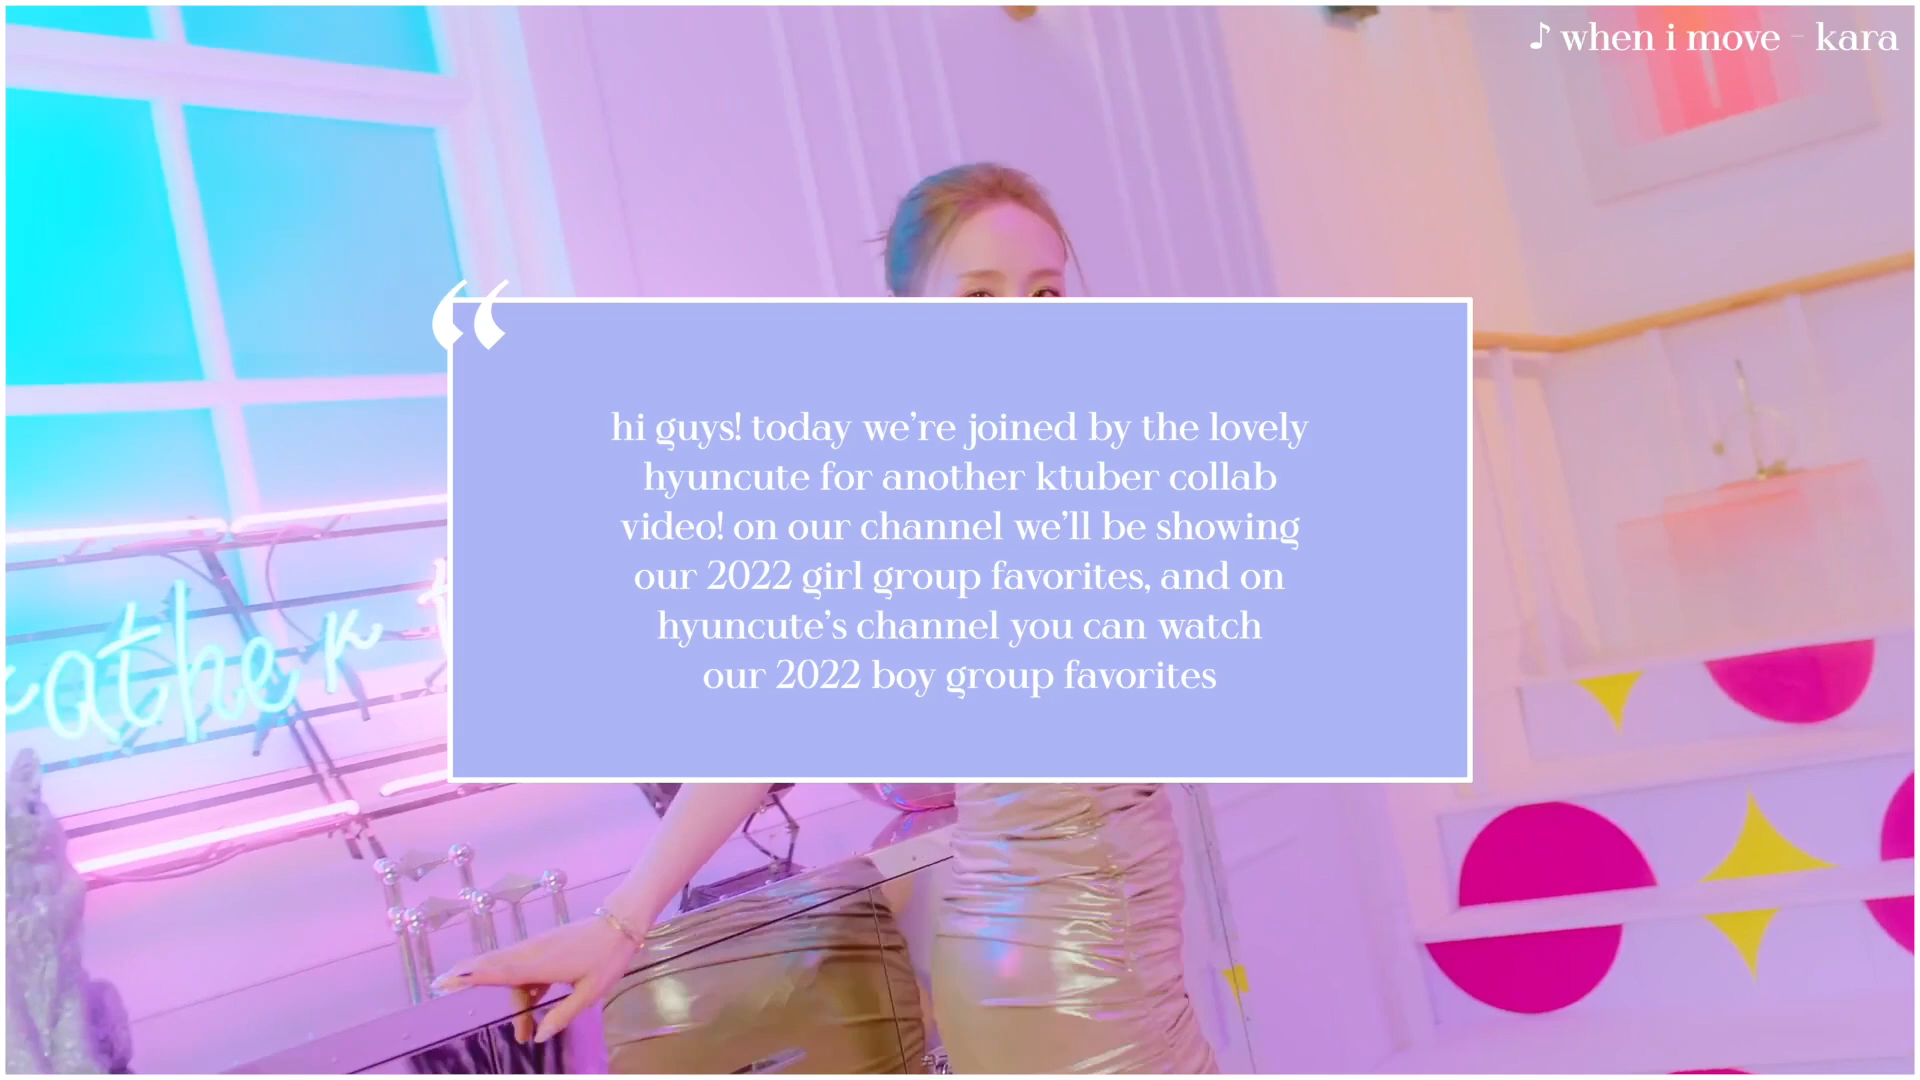 ♪ when i move - kara
“
hi guys! today we’re joined by the lovely
hyuncute for another ktuber collab
video! on our channel we’ll be showing
our 2022 girl group favorites, and on
hyuncute’s channel you can watch
our 2022 boy group favorites
ather